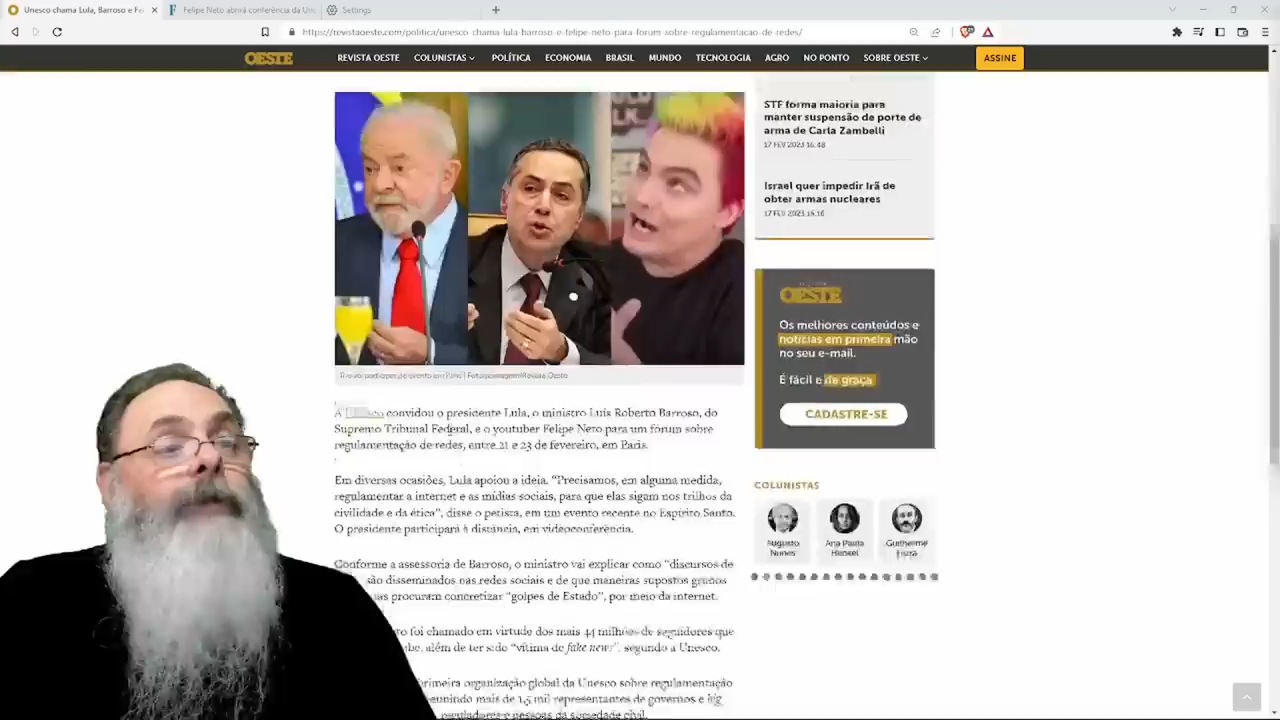 Unesco chama Lula, Barroso e Fe
Felipe Neto abrirá conferência da Une
Settings
https://revistaoeste.com/politica/unesco-chama-lula-barroso-e-felipe-neto-para-forum-sobre-regulamentacao-de-redes/
OESTE
REVISTA OESTE
COLUNISTAS
POLÍTICA
ECONOMIA
BRASIL
MUNDO
TECNOLOGIA
AGRO
NO PONTO
SOBRE OESTE
ASSINE
A Unesco convidou o presidente Lula, o ministro Luís Roberto Barroso, do
Supremo Tribunal Federal, e o youtuber Felipe Neto para um fórum sobre
regulamentação de redes, entre 21 e 23 de fevereiro, em Paris.
Em diversas ocasiões, Lula apoiou a ideia. “Precisamos, em alguma medida,
regulamentar a internet e as mídias sociais, para que elas sigam nos trilhos da
civilidade e da ética”, disse o petista, em um evento recente no Espírito Santo.
O presidente participará à distância, em videoconferência.
Conforme a assessoria de Barroso, o ministro vai explicar como “discursos de
são disseminados nas redes sociais e de que maneiras supostos grupos
procuram concretizar “golpes de Estado”, por meio da internet.
foi chamado em virtude dos mais 44 milhões de seguidores que
além de ter sido “vítima de fake news”, segundo a Unesco.
primeira organização global da Unesco sobre regulamentação
reunindo mais de 1,5 mil representantes de governos e big
reguladores e pessoas da sociedade civil.
STF forma maioria para
manter suspensão de porte de
arma de Carla Zambelli
17 FEV 2023 16:48
Israel quer impedir Irã de
obter armas nucleares
17 FEV 2023 16:16
OESTE
Os melhores conteúdos e
notícias em primeira mão
no seu e-mail.
É fácil e de graça
CADASTRE-SE
COLUNISTAS
Augusto
Nunes
Ana Paula
Henkel
Guilherme
Fiuza